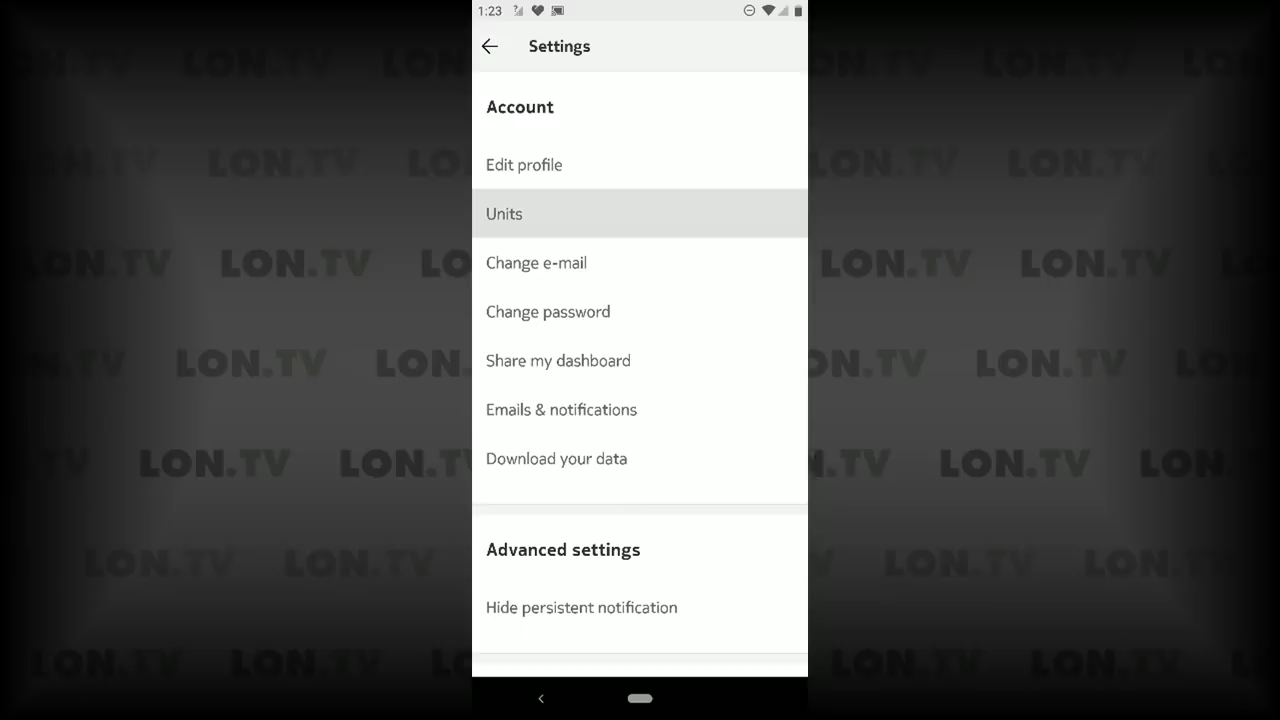 1:23
Settings
Account
Edit profile
Units
Change e-mail
Change password
Share my dashboard
Emails & notifications
Download your data
Advanced settings
Hide persistent notification
LON.TV